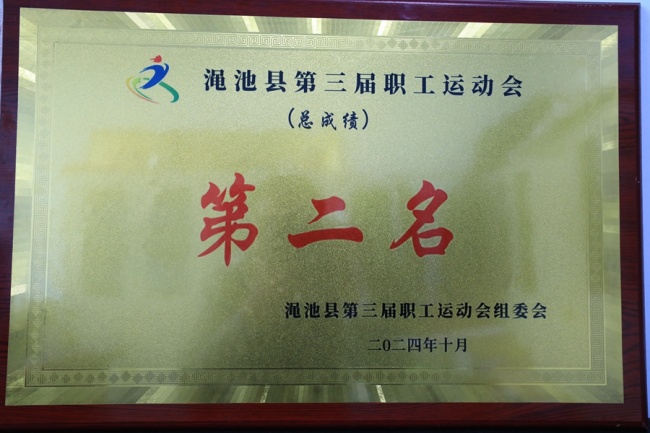 渑池县第三届职工运动会
（总成绩）
第二名
渑池县第三届职工运动会组委会
二0二四年十月